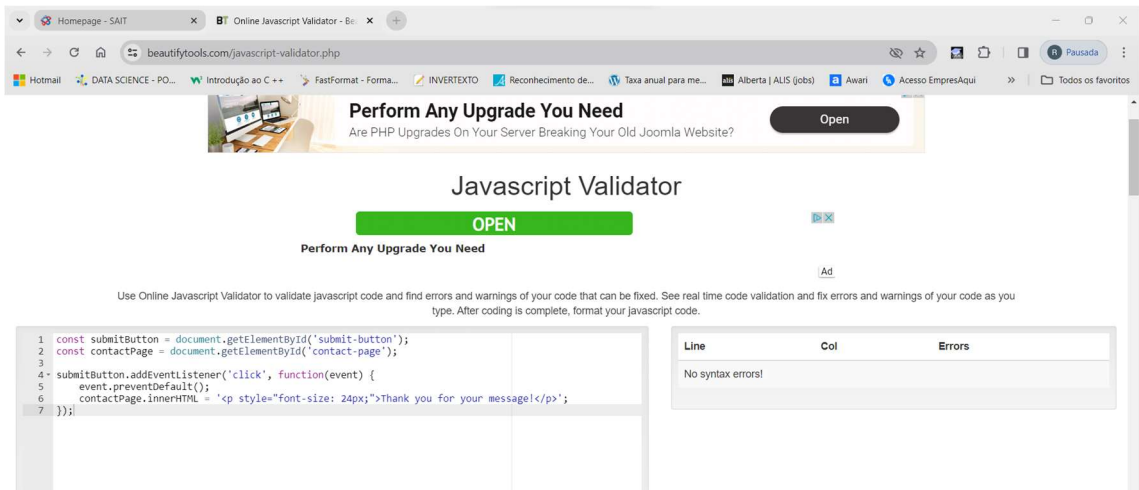 Homepage - SAIT
BT Online Javascript Validator - Be
beautifytools.com/javascript-validator.php
R Pausada
Hotmail DATA SCIENCE - PO... Introdução ao C ++ FastFormat - Forma... INVERTEXTO Reconhecimento de... Taxa anual para me... alis Alberta | ALIS (jobs) a Awari Acesso EmpresAqui » Todos os favoritos
Perform Any Upgrade You Need
Are PHP Upgrades On Your Server Breaking Your Old Joomla Website?
Open
Javascript Validator
OPEN
Perform Any Upgrade You Need
Ad
Use Online Javascript Validator to validate javascript code and find errors and warnings of your code that can be fixed. See real time code validation and fix errors and warnings of your code as you
type. After coding is complete, format your javascript code.
1 const submitButton = document.getElementById('submit-button');
2 const contactPage = document.getElementById('contact-page');
3
4 submitButton.addEventListener('click', function(event) {
5 event.preventDefault();
6 contactPage.innerHTML = '<p style="font-size: 24px;">Thank you for your message!</p>';
7 });
Line Col Errors
No syntax errors!